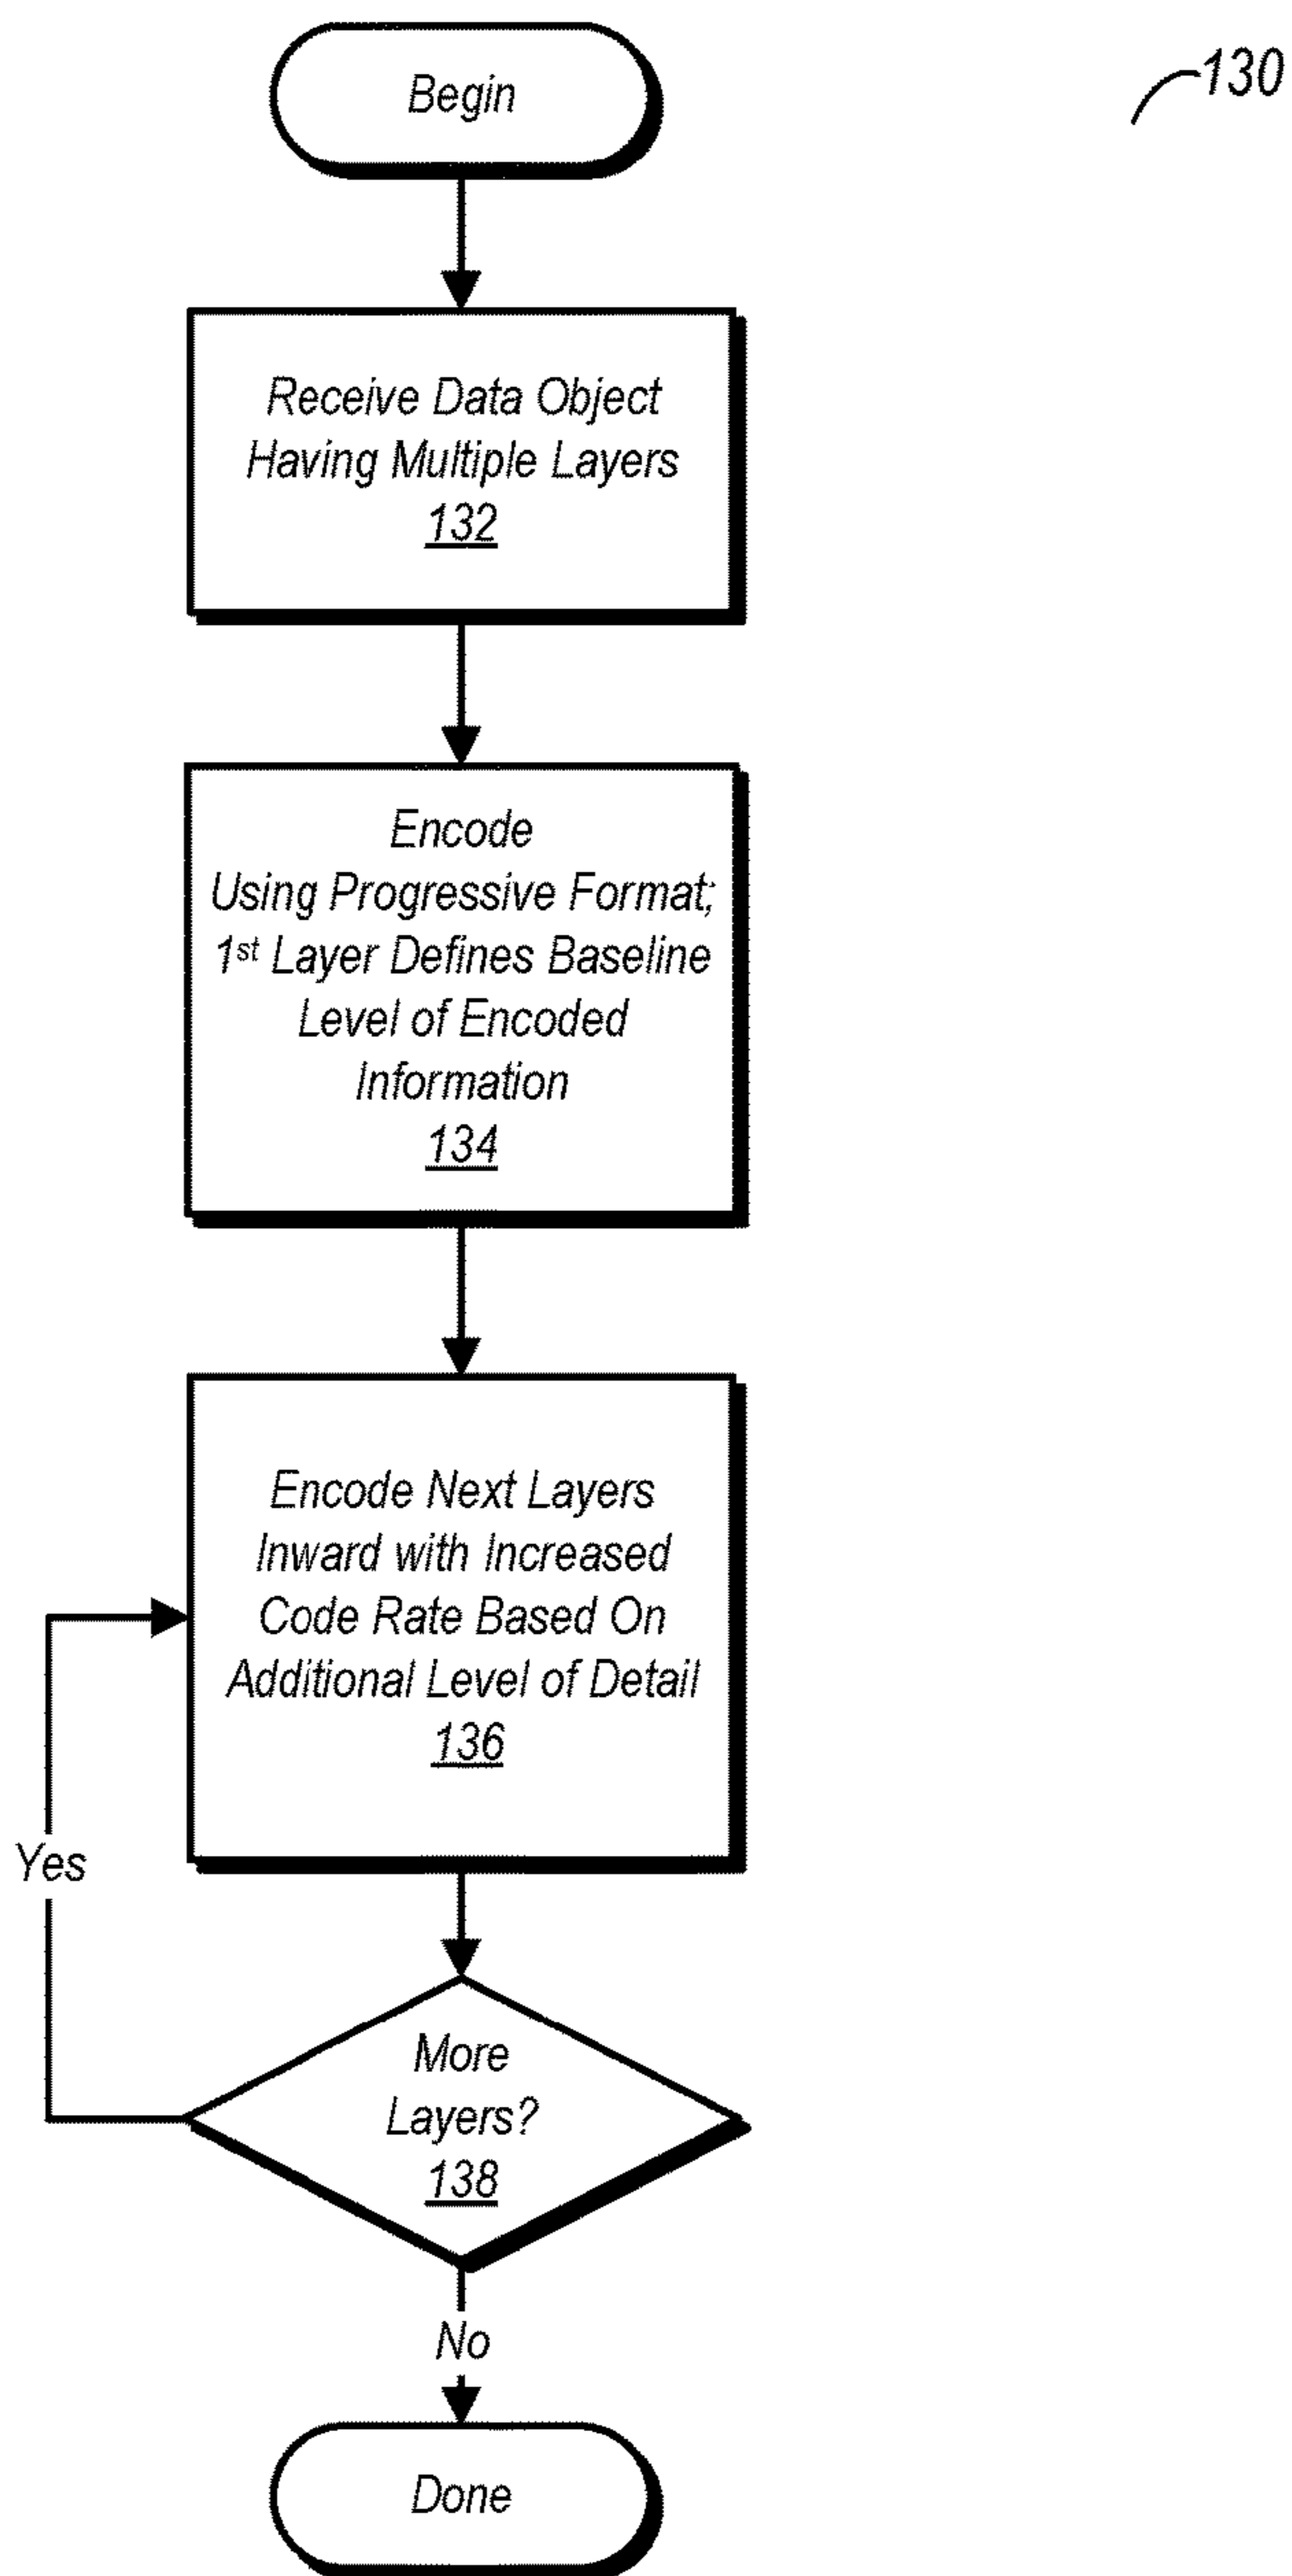 Begin
130
Receive Data Object
Having Multiple Layers
132
Encode
Using Progressive Format;
1st Layer Defines Baseline
Level of Encoded
Information
134
Encode Next Layers
Inward with Increased
Code Rate Based On
Additional Level of Detail
136
Yes
More
Layers?
138
No
Done